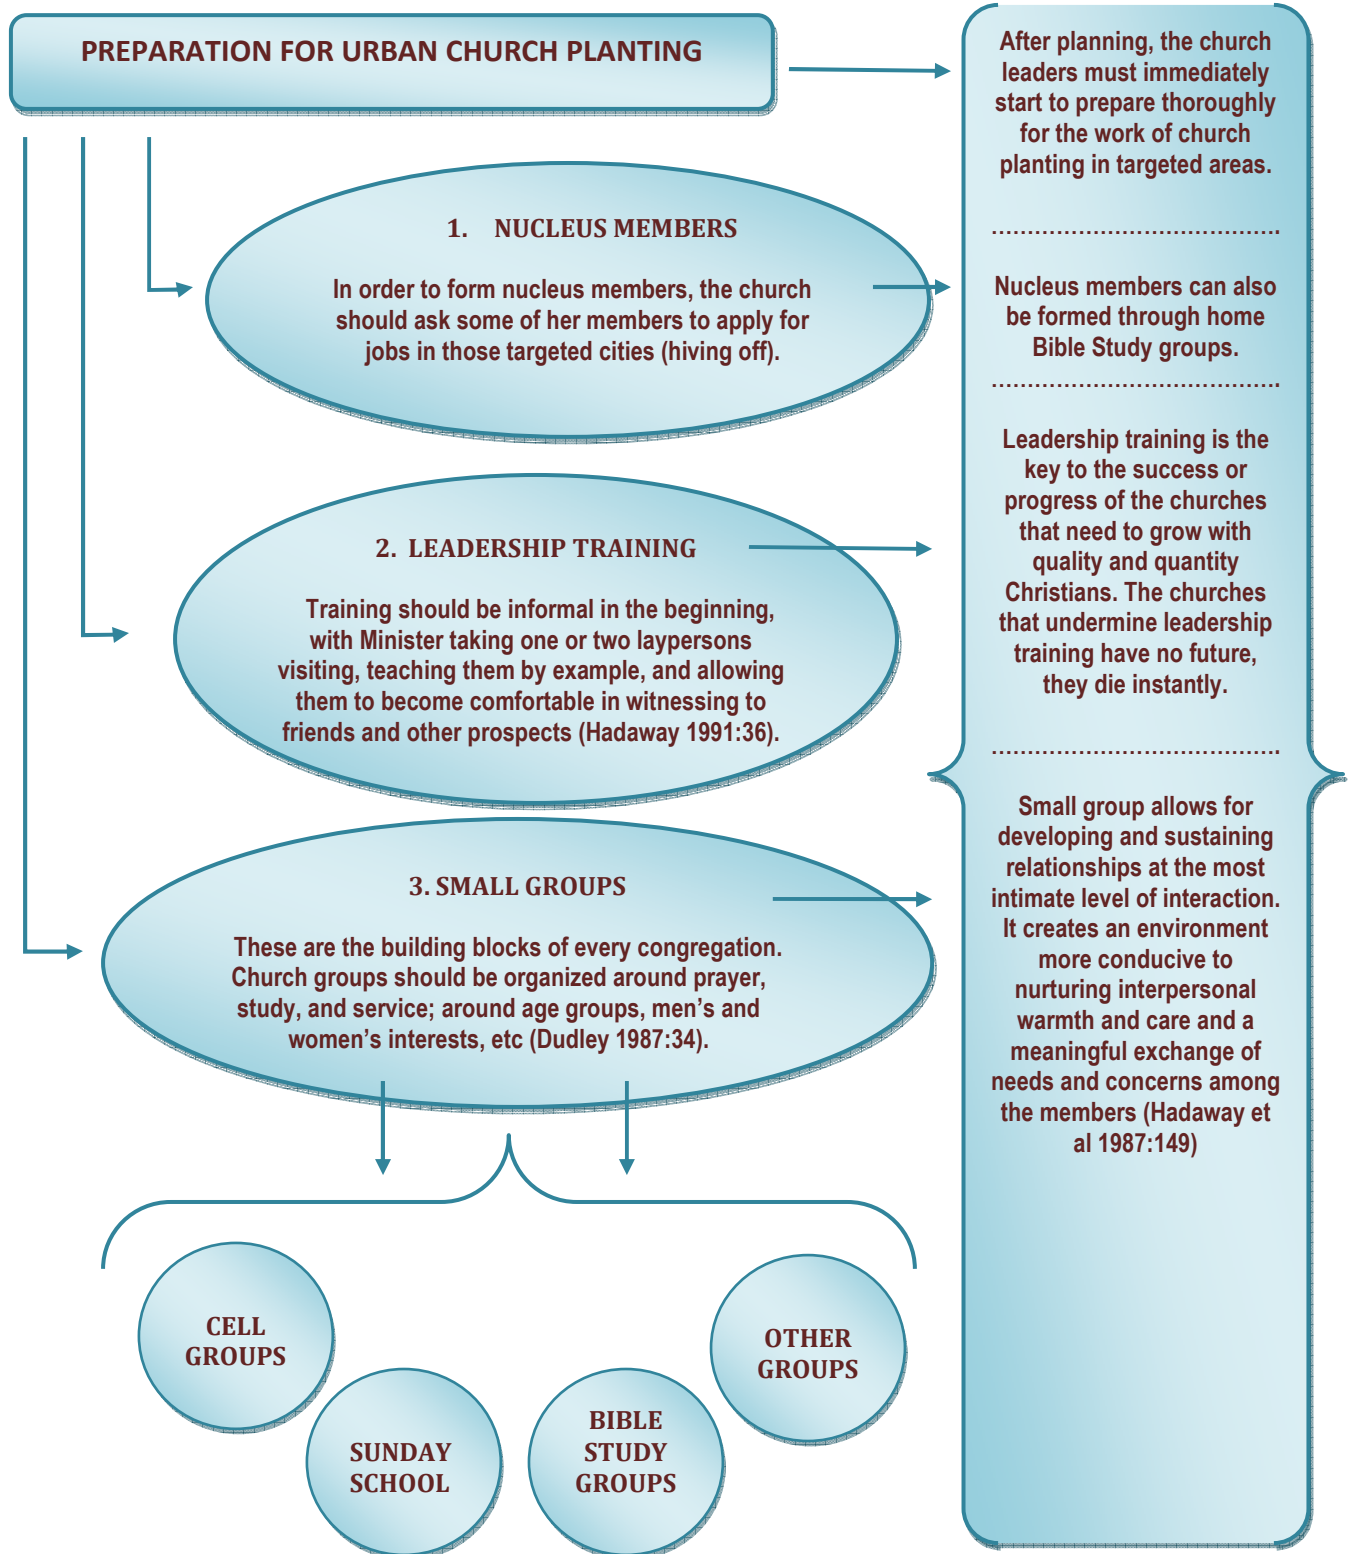 PREPARATION FOR URBAN CHURCH PLANTING
After planning, the church
leaders must immediately
start to prepare thoroughly
for the work of church
planting in targeted areas.
........................................
1. NUCLEUS MEMBERS
In order to form nucleus members, the church
should ask some of her members to apply for
jobs in those targeted cities (hiving off).
Nucleus members can also
be formed through home
Bible Study groups.
........................................
2. LEADERSHIP TRAINING
Training should be informal in the beginning,
with Minister taking one or two laypersons
visiting, teaching them by example, and allowing
them to become comfortable in witnessing to
friends and other prospects (Hadaway 1991:36).
Leadership training is the
key to the success or
progress of the churches
that need to grow with
quality and quantity
Christians. The churches
that undermine leadership
training have no future,
they die instantly.
........................................
3. SMALL GROUPS
These are the building blocks of every congregation.
Church groups should be organized around prayer,
study, and service; around age groups, men’s and
women’s interests, etc (Dudley 1987:34).
Small group allows for
developing and sustaining
relationships at the most
intimate level of interaction.
It creates an environment
more conducive to
nurturing interpersonal
warmth and care and a
meaningful exchange of
needs and concerns among
the members (Hadaway et
al 1987:149)
CELL
GROUPS
SUNDAY
SCHOOL
BIBLE
STUDY
GROUPS
OTHER
GROUPS